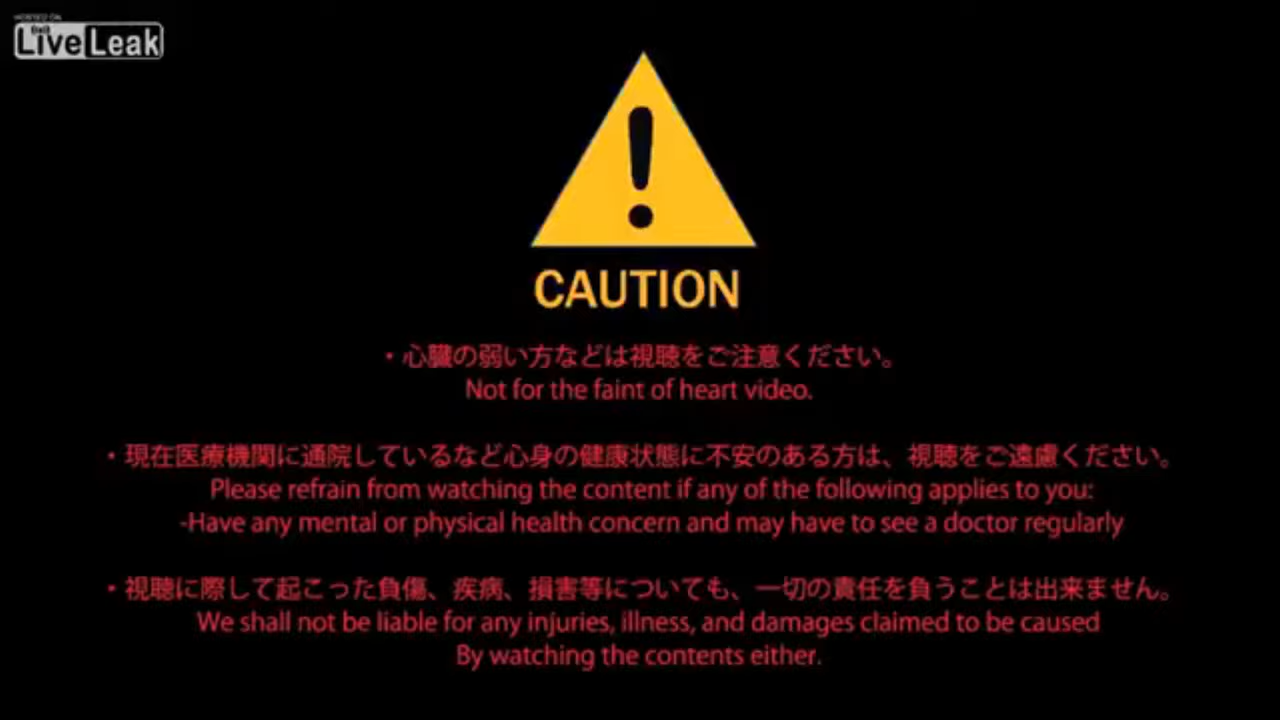 HOSTED ON
LiveLeak
CAUTION
・心臓の弱い方などは視聴をご注意ください。
Not for the faint of heart video.
・現在医療機関に通院しているなど心身の健康状態に不安のある方は、視聴をご遠慮ください。
Please refrain from watching the content if any of the following applies to you:
-Have any mental or physical health concern and may have to see a doctor regularly
・視聴に際して起こった負傷、疾病、損害等についても、一切の責任を負うことは出来ません。
We shall not be liable for any injuries, illness, and damages claimed to be caused
By watching the contents either.